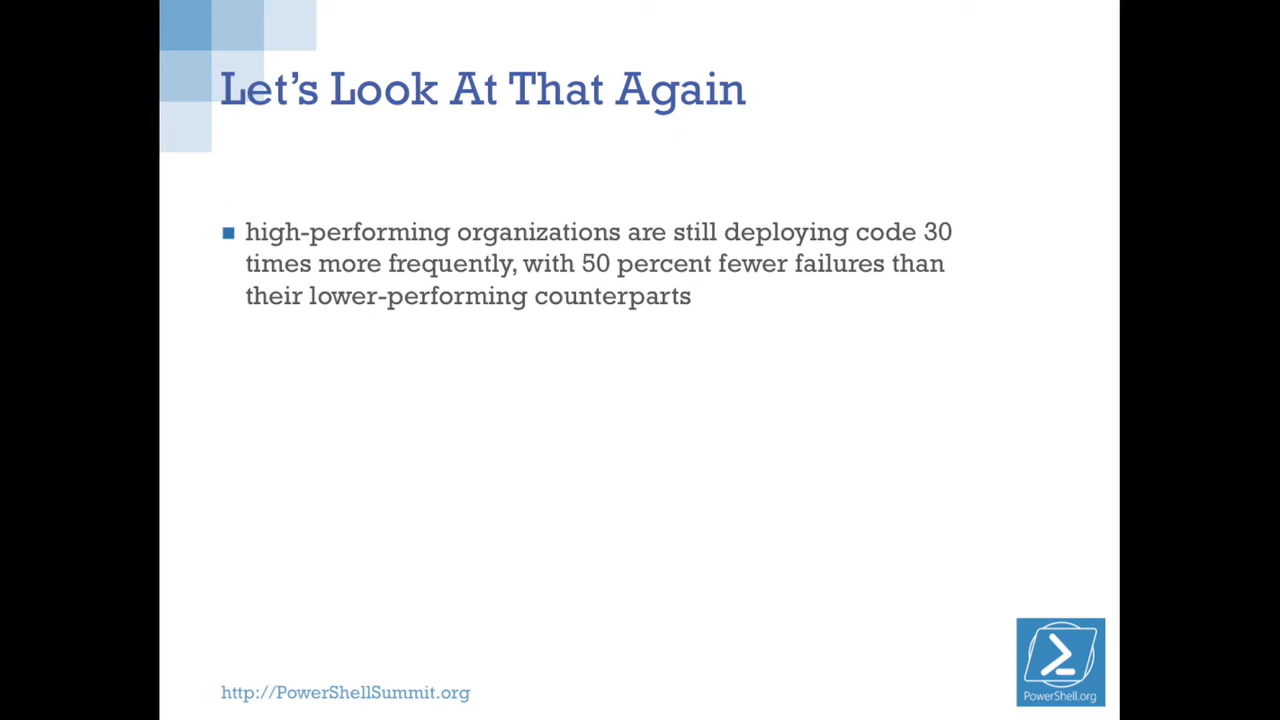 Let's Look At That Again
high-performing organizations are still deploying code 30
times more frequently, with 50 percent fewer failures than
their lower-performing counterparts
http://PowerShellSummit.org
PowerShell.org